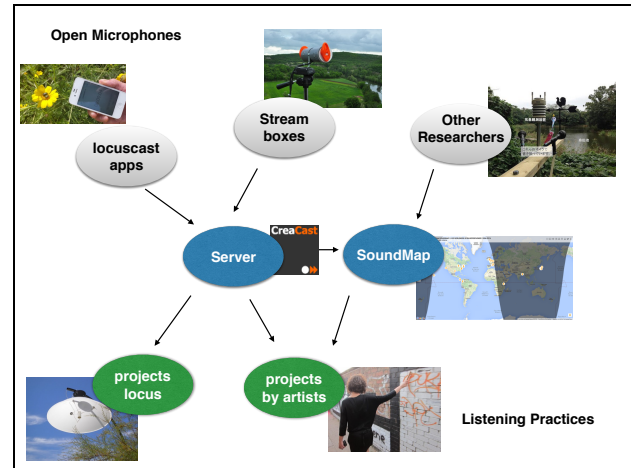 Open Microphones
locuscast
apps
Stream
boxes
Other
Researchers
Server
CreaCast
SoundMap
projects
locus
projects
by artists
Listening Practices